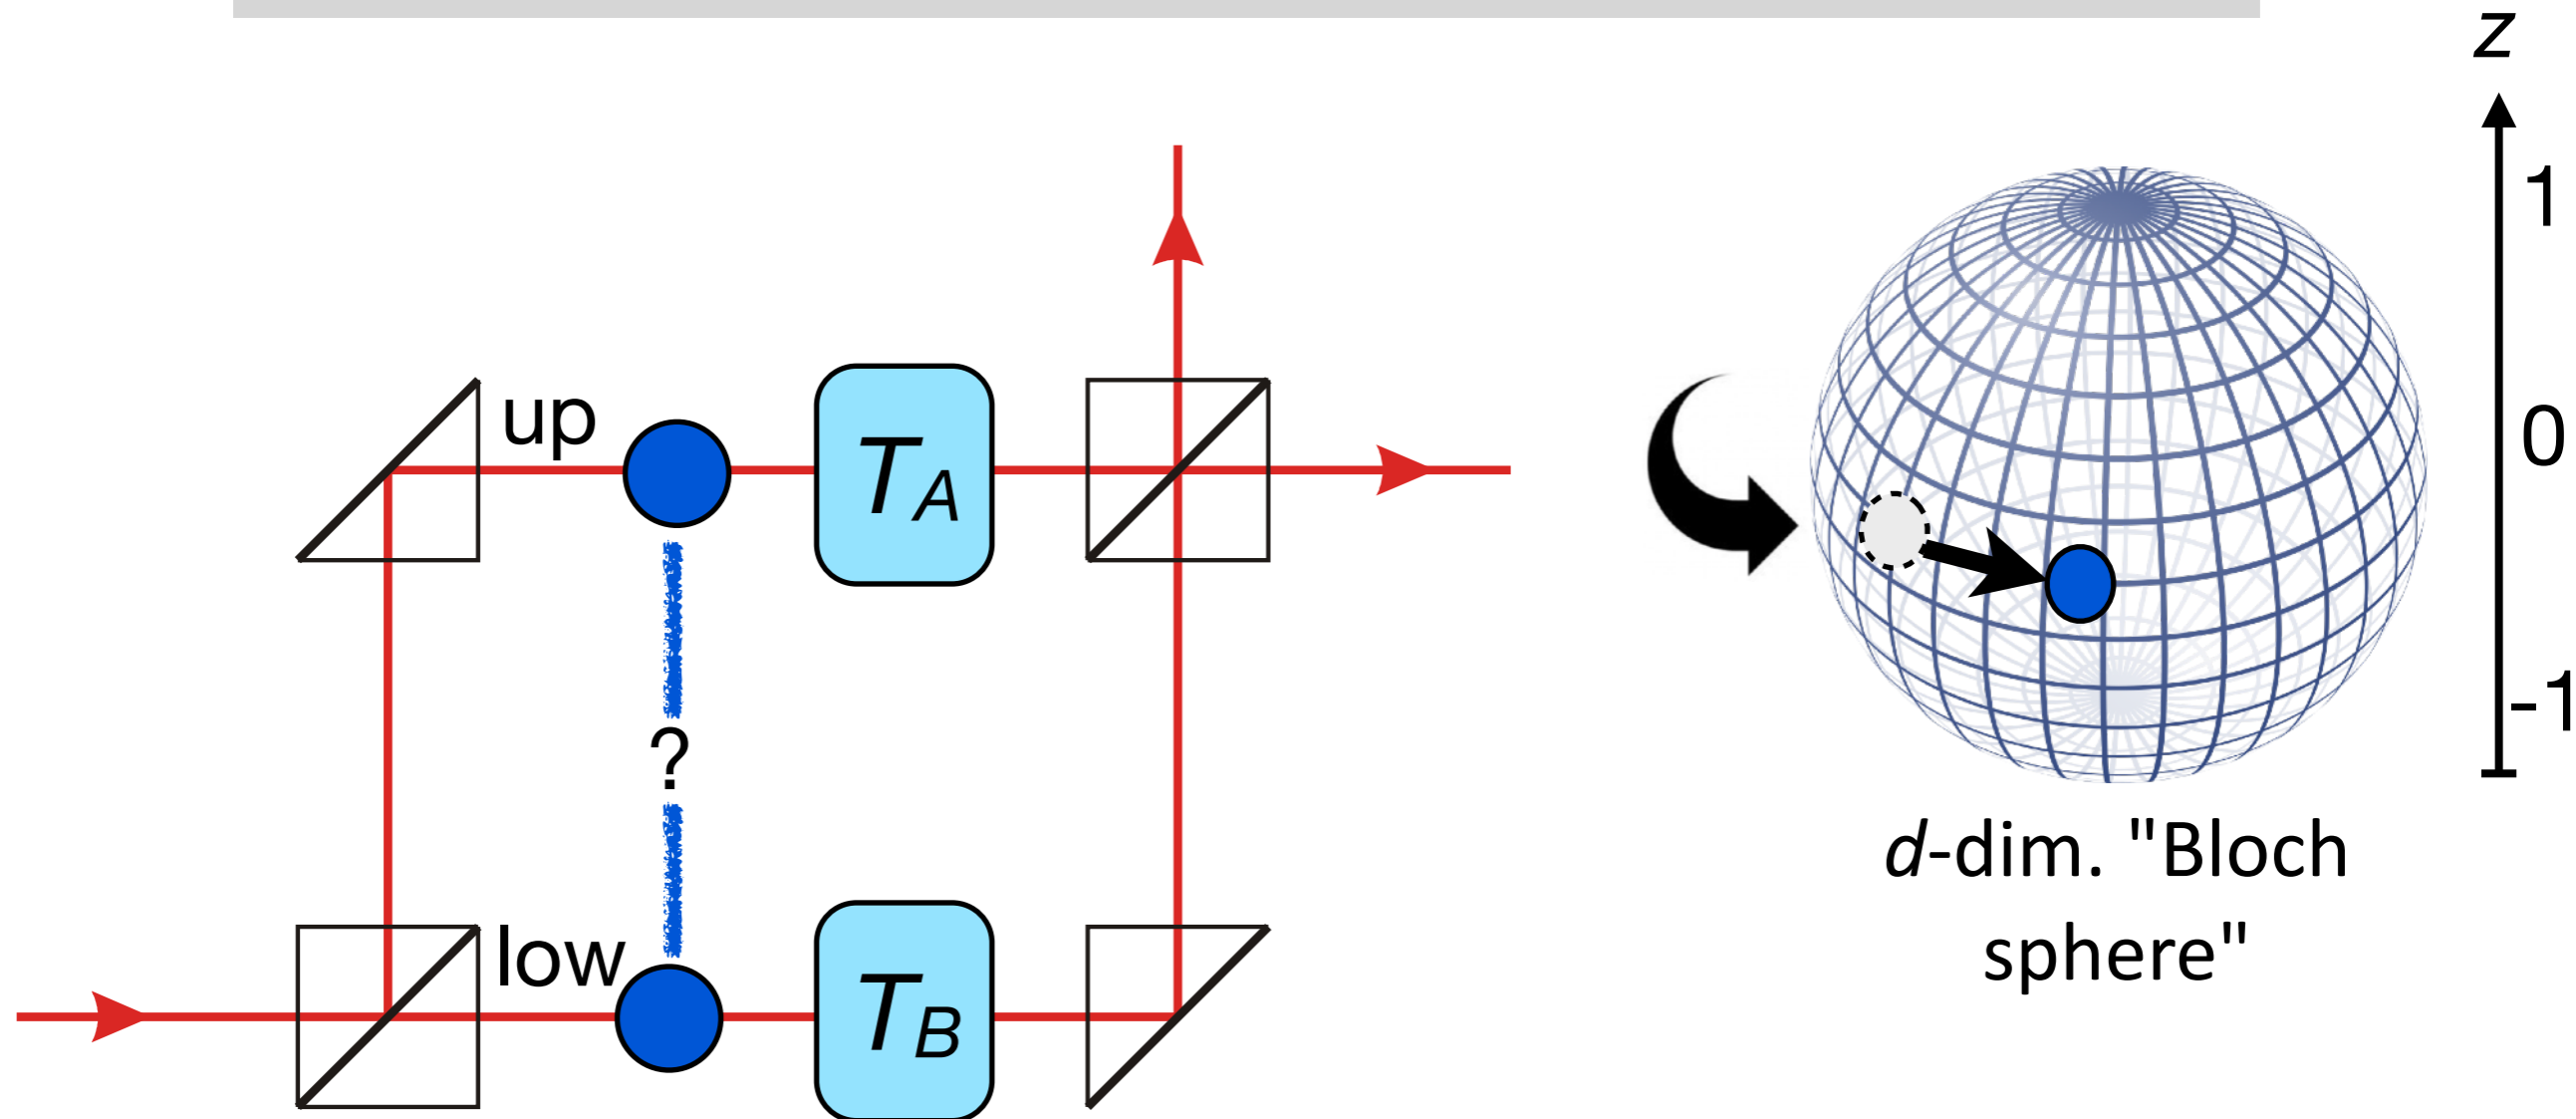 z
1
0
-1
up
T_A
?
low
T_B
d-dim. "Bloch
sphere"